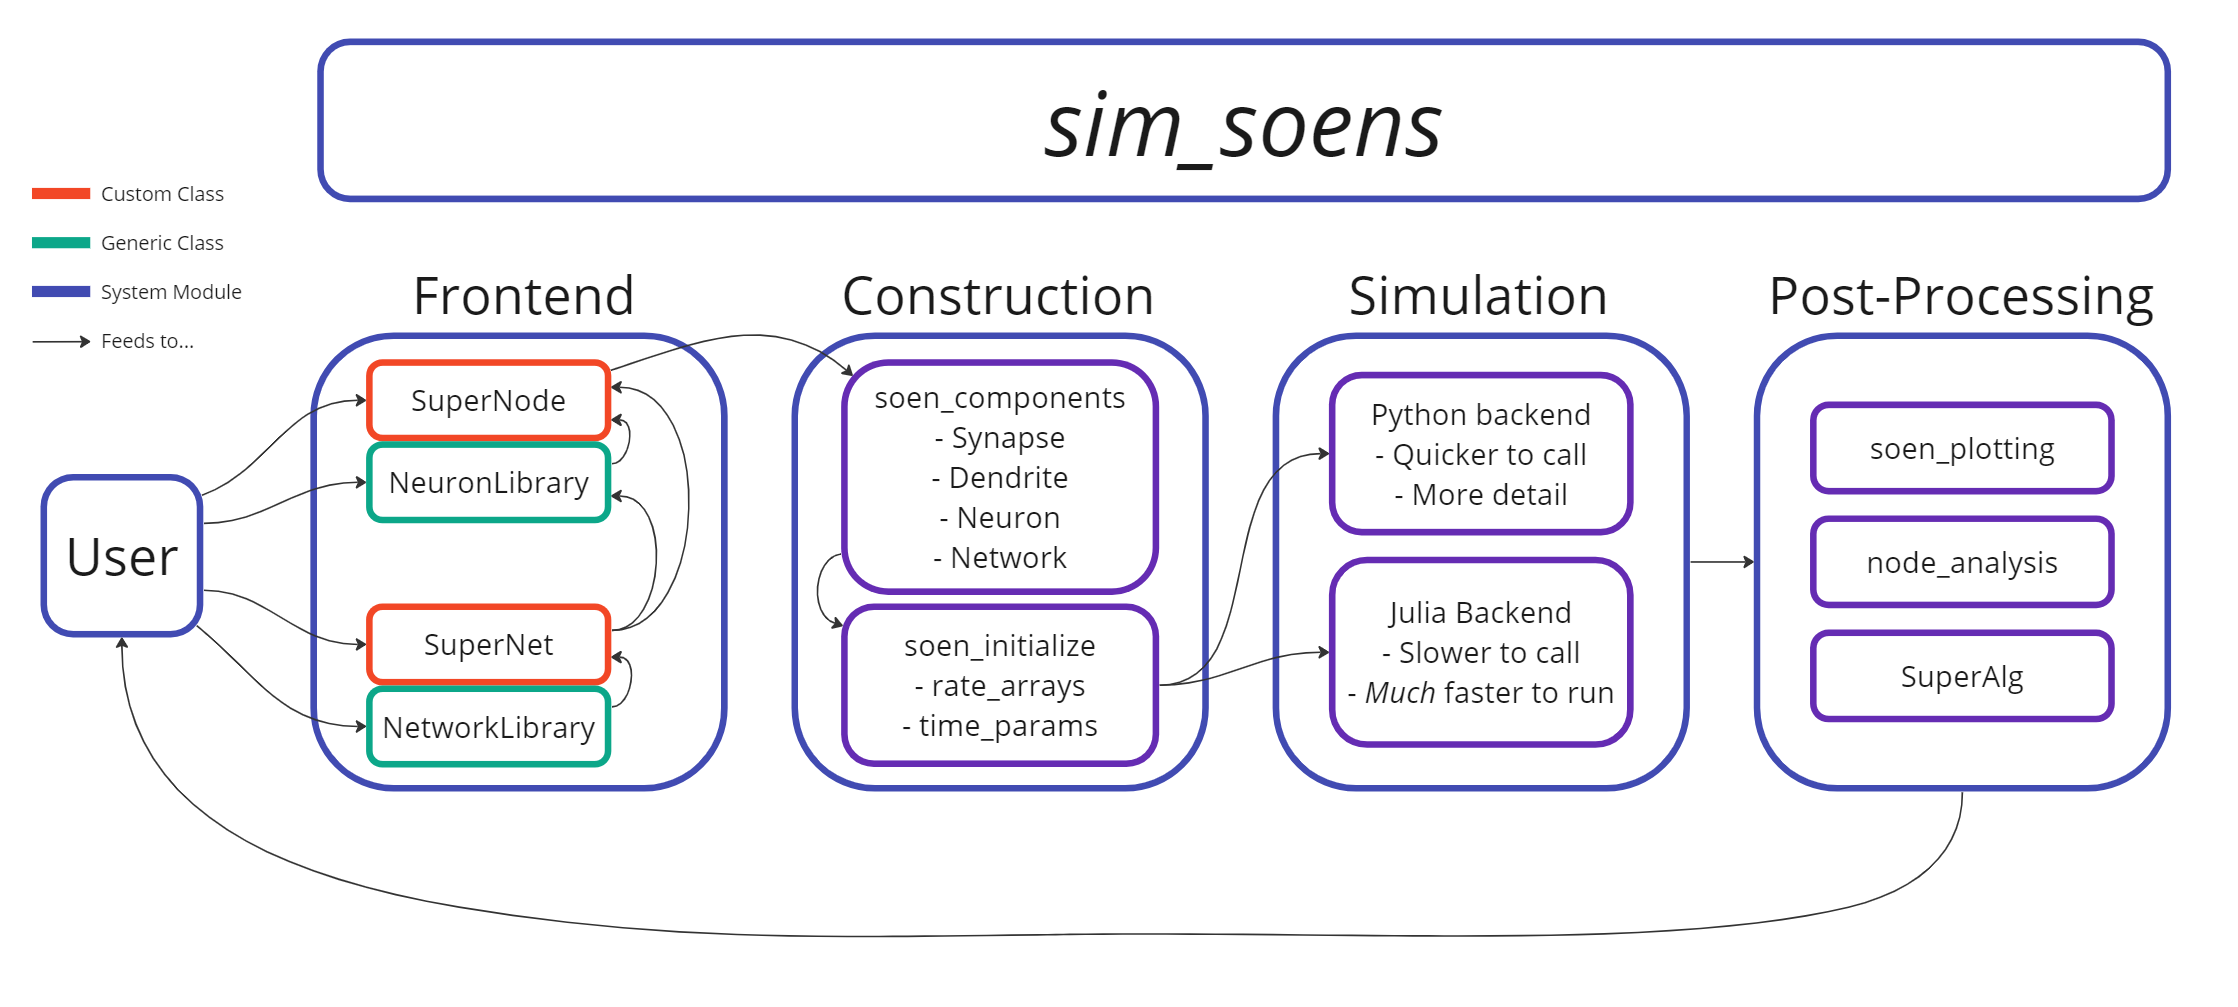 sim_soens
Custom Class
Generic Class
System Module
Feeds to...
Frontend
Construction
Simulation
Post-Processing
User
SuperNode
NeuronLibrary
SuperNet
NetworkLibrary
soen_components
- Synapse
- Dendrite
- Neuron
- Network
soen_initialize
- rate_arrays
- time_params
Python backend
- Quicker to call
- More detail
Julia Backend
- Slower to call
- Much faster to run
soen_plotting
node_analysis
SuperAlg